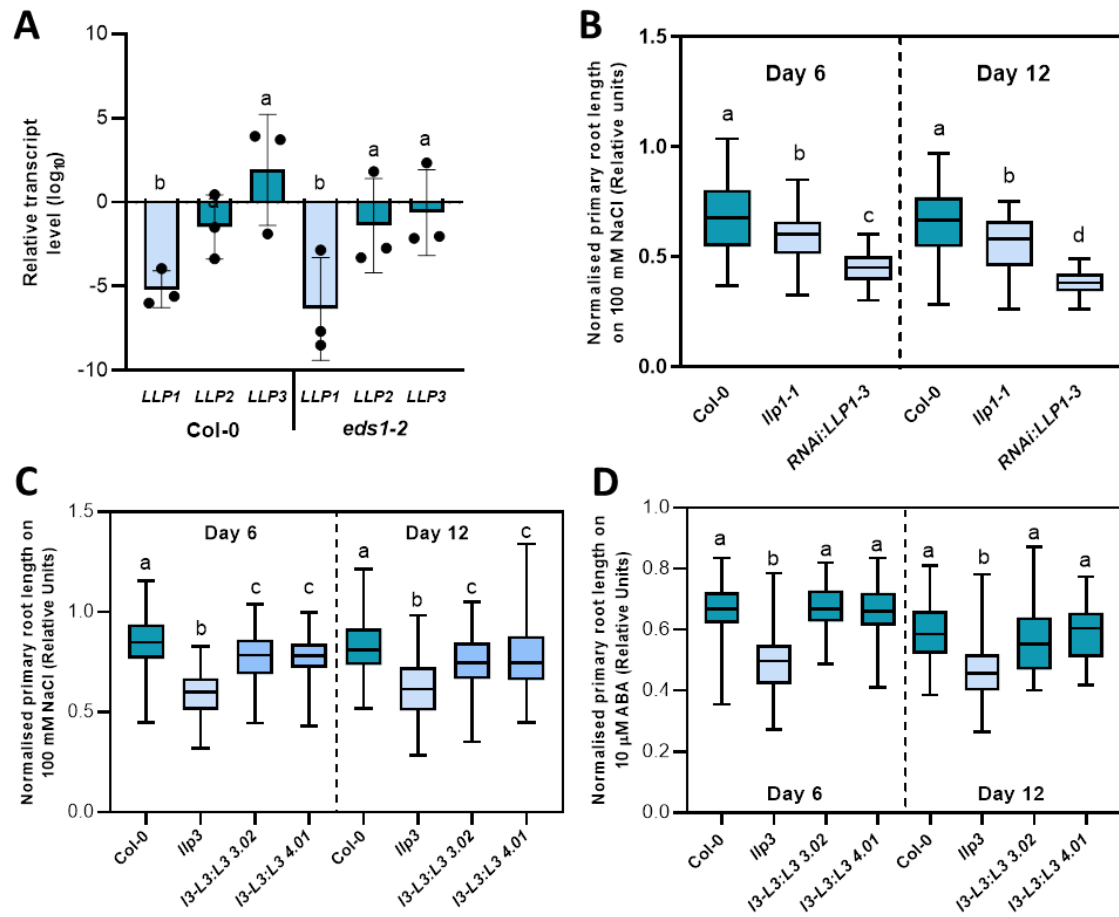 A
Relative transcript
level (log10)
10
5
0
-5
-10
b
a
a
b
a
a
LLP1
LLP2
LLP3
LLP1
LLP2
LLP3
Col-0
eds1-2
B
Normalised primary root length
on 100 mM NaCl (Relative units)
1.5
1.0
0.5
0.0
Day 6
Day 12
a
b
c
a
b
d
Col-0
llp1-1
RNAi:LLP1-3
Col-0
llp1-1
RNAi:LLP1-3
C
Normalised primary root length on
100 mM NaCl (Relative Units)
1.5
1.0
0.5
0.0
Day 6
Day 12
a
b
c
c
a
b
c
c
Col-0
llp3
l3-L3:L3 3.02
l3-L3:L3 4.01
Col-0
llp3
l3-L3:L3 3.02
l3-L3:L3 4.01
D
Normalised primary root length on
10 µM ABA (Relative Units)
1.0
0.8
0.6
0.4
0.2
0.0
a
b
a
a
a
b
a
a
Day 6
Day 12
Col-0
llp3
l3-L3:L3 3.02
l3-L3:L3 4.01
Col-0
llp3
l3-L3:L3 3.02
l3-L3:L3 4.01